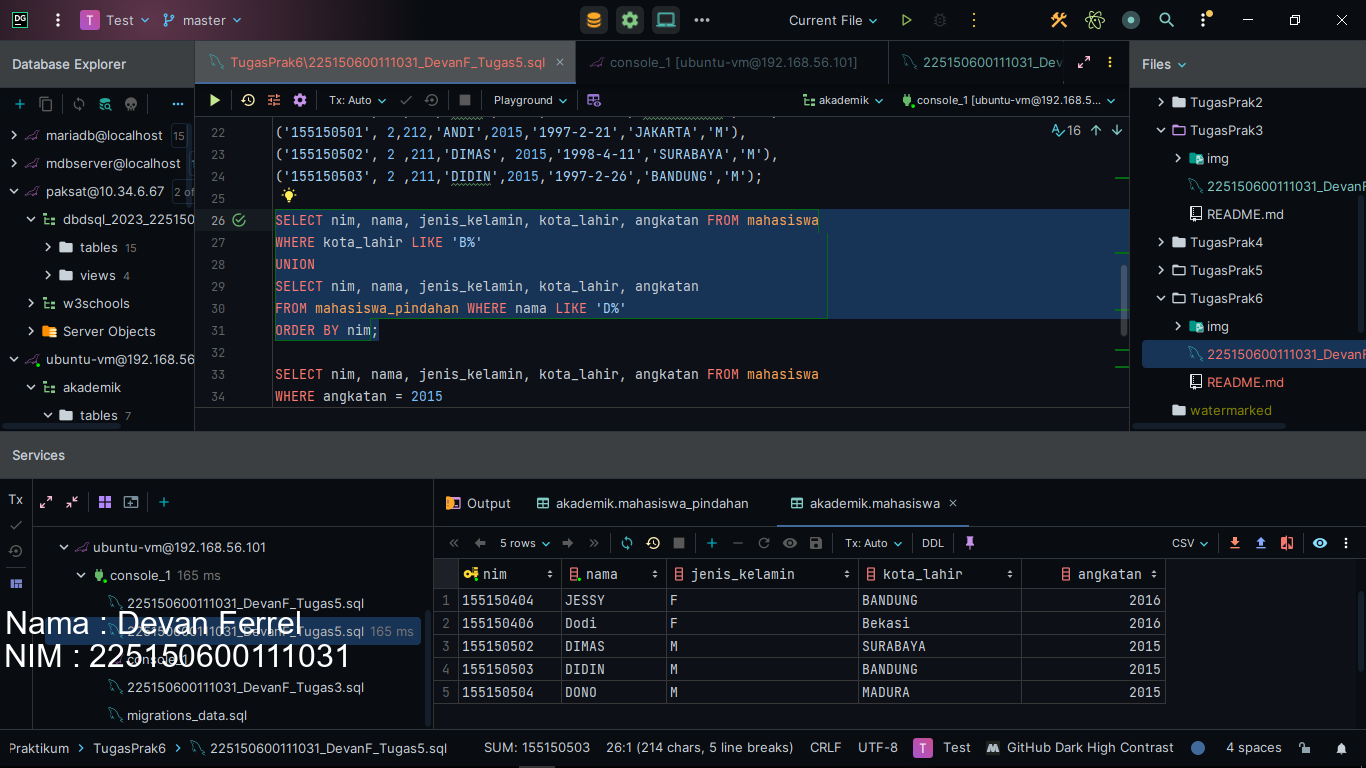 DG
T Test
master
Current File
Database Explorer
TugasPrak6\225150600111031_DevanF_Tugas5.sql
console_1 [ubuntu-vm@192.168.56.101]
225150600111031_Dev
Files
Tx: Auto
Playground
akademik
console_1 [ubuntu-vm@192.168.5...
mariadb@localhost 15
mdbserver@localhost
paksat@10.34.6.67 2 of
dbdsql_2023_225150
tables 15
views 4
w3schools
Server Objects
ubuntu-vm@192.168.56
akademik
tables 7
16
22 ('155150501', 2,212,'ANDI',2015,'1997-2-21','JAKARTA','M'),
23 ('155150502', 2 ,211,'DIMAS', 2015,'1998-4-11','SURABAYA','M'),
24 ('155150503', 2 ,211,'DIDIN',2015,'1997-2-26','BANDUNG','M');
25
26 SELECT nim, nama, jenis_kelamin, kota_lahir, angkatan FROM mahasiswa
27 WHERE kota_lahir LIKE 'B%'
28 UNION
29 SELECT nim, nama, jenis_kelamin, kota_lahir, angkatan
30 FROM mahasiswa_pindahan WHERE nama LIKE 'D%'
31 ORDER BY nim;
32
33 SELECT nim, nama, jenis_kelamin, kota_lahir, angkatan FROM mahasiswa
34 WHERE angkatan = 2015
TugasPrak2
TugasPrak3
img
225150600111031_DevanF
README.md
TugasPrak4
TugasPrak5
TugasPrak6
img
225150600111031_DevanF
README.md
watermarked
Services
Tx
ubuntu-vm@192.168.56.101
console_1 165 ms
225150600111031_DevanF_Tugas5.sql
225150600111031_DevanF_Tugas5.sql 165 ms
console_1
225150600111031_DevanF_Tugas3.sql
migrations_data.sql
Nama : Devan Ferrel
NIM : 225150600111031
Output
akademik.mahasiswa_pindahan
akademik.mahasiswa
5 rows
Tx: Auto
DDL
CSV
nim nama jenis_kelamin kota_lahir angkatan
1 155150404 JESSY F BANDUNG 2016
2 155150406 Dodi F Bekasi 2016
3 155150502 DIMAS M SURABAYA 2015
4 155150503 DIDIN M BANDUNG 2015
5 155150504 DONO M MADURA 2015
Praktikum > TugasPrak6 > 225150600111031_DevanF_Tugas5.sql
SUM: 155150503
26:1 (214 chars, 5 line breaks)
CRLF
UTF-8
T Test
GitHub Dark High Contrast
4 spaces